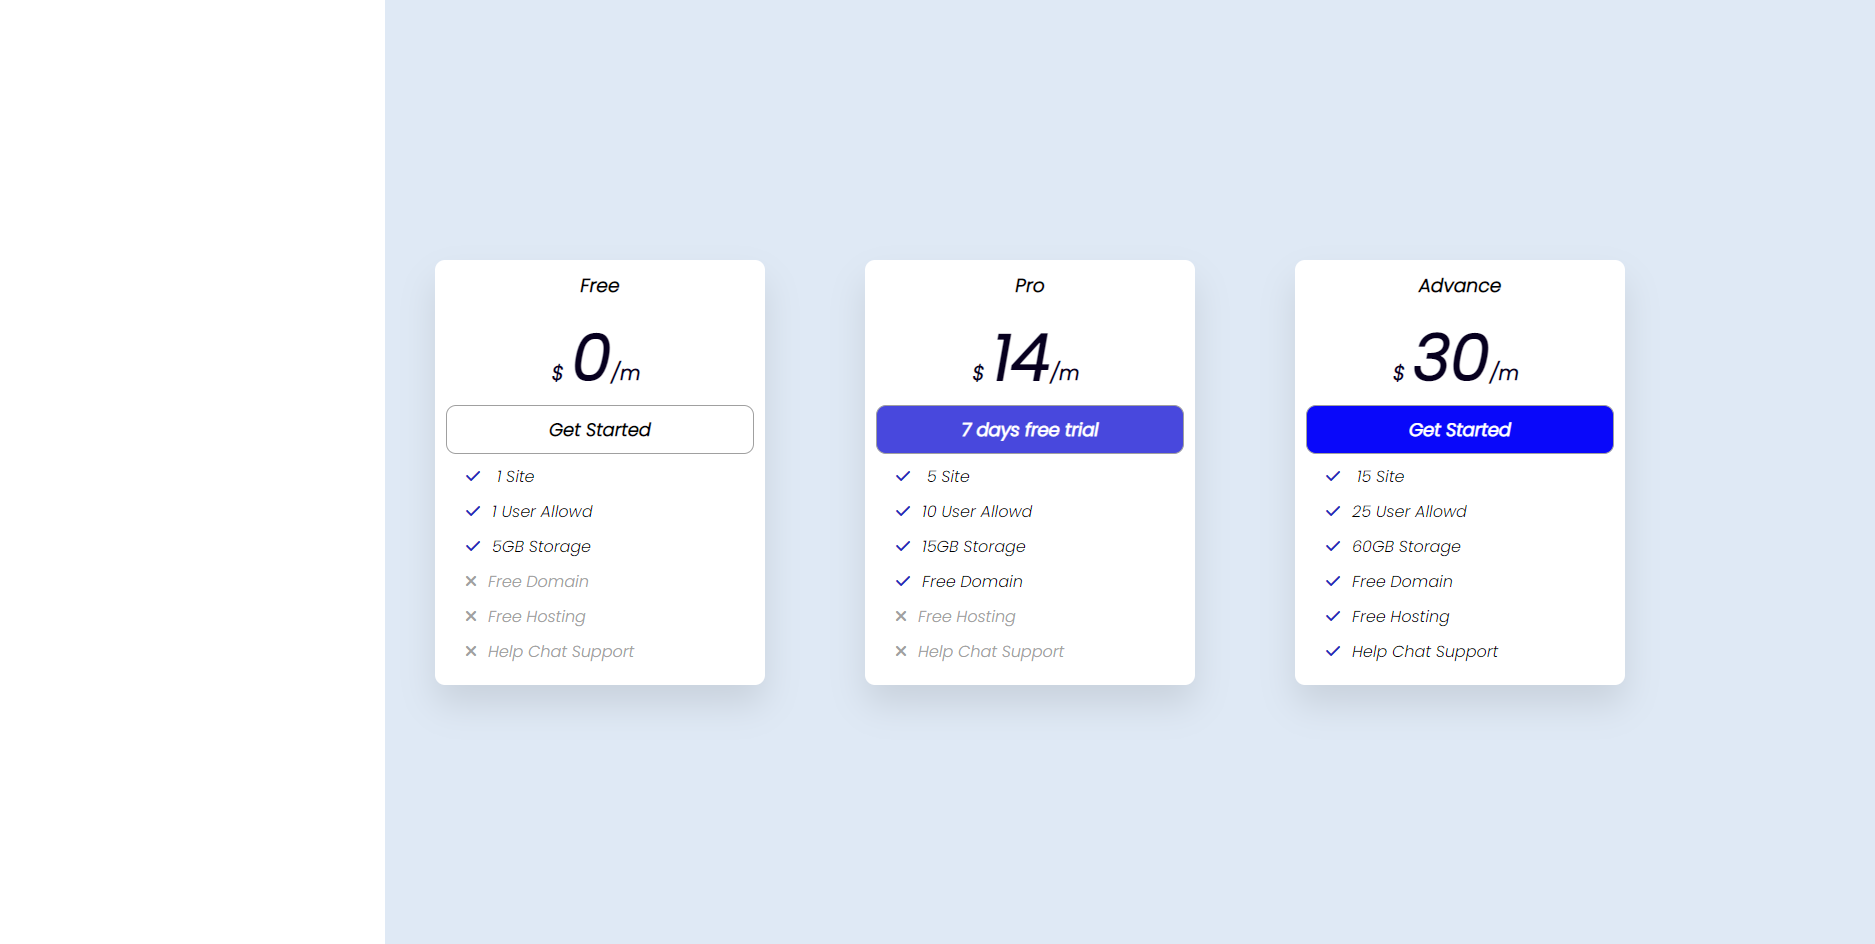 Free
$ 0/m
Get Started
1 Site
1 User Allowd
5GB Storage
Free Domain
Free Hosting
Help Chat Support
Pro
$ 14/m
7 days free trial
5 Site
10 User Allowd
15GB Storage
Free Domain
Free Hosting
Help Chat Support
Advance
$ 30/m
Get Started
15 Site
25 User Allowd
60GB Storage
Free Domain
Free Hosting
Help Chat Support